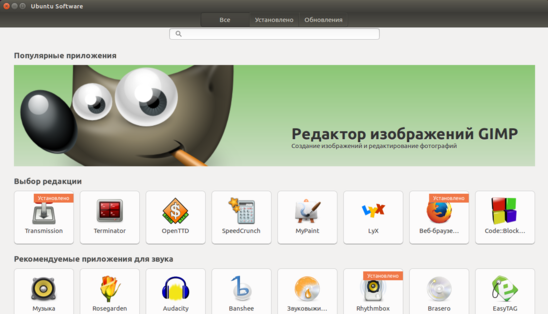 Ubuntu Software
Все Установлено Обновления
Популярные приложения
Редактор изображений GIMP
Создание изображений и редактирование фотографий
Выбор редакции
Установлено Установлено
Transmission Terminator OpenTTD SpeedCrunch MyPaint LyX Веб-браузе... Code::Block...
Рекомендуемые приложения для звука
Установлено
Музыка Rosegarden Audacity Banshee Звуковыжи... Rhythmbox Brasero EasyTAG